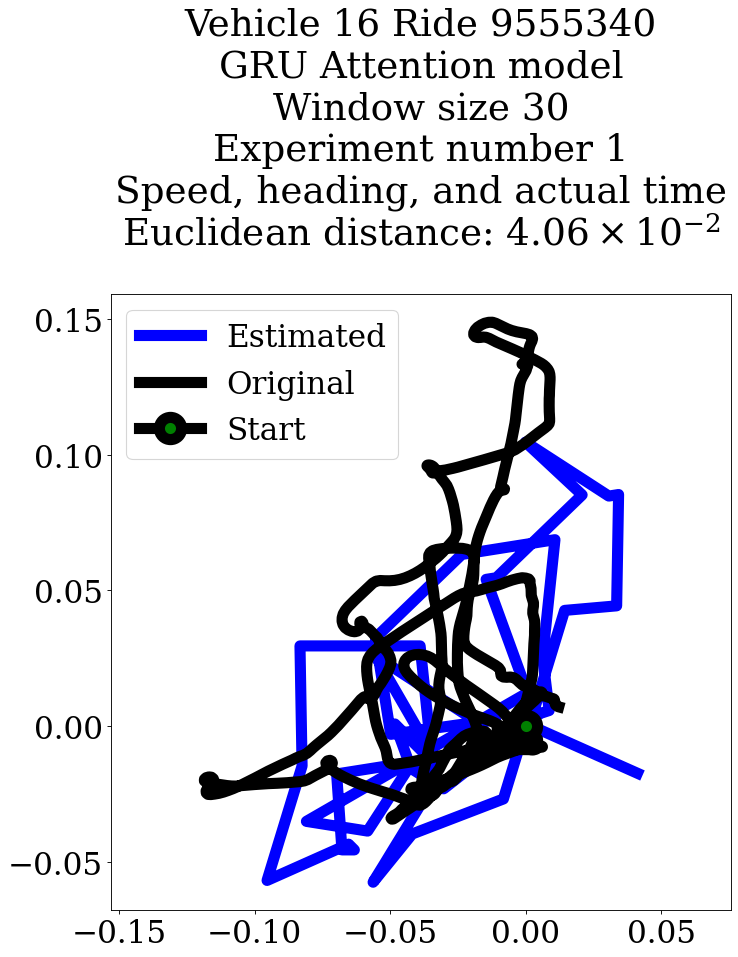 Vehicle 16 Ride 9555340
GRU Attention model
Window size 30
Experiment number 1
Speed, heading, and actual time
Euclidean distance: 4.06 × 10⁻²
Estimated
Original
Start
0.15
0.10
0.05
0.00
−0.05
−0.15 −0.10 −0.05 0.00 0.05